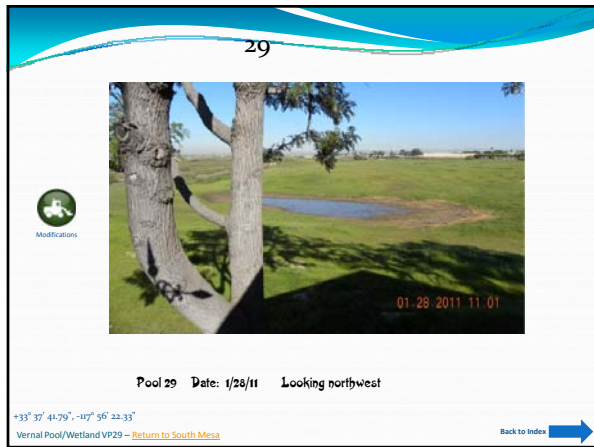 29
Modifications
01 28 2011 11:01
Pool 29 Date: 1/28/11 Looking northwest
+33° 37' 41.79", -117° 56' 22.33"
Vernal Pool/Wetland VP29 – Return to South Mesa
Back to Index